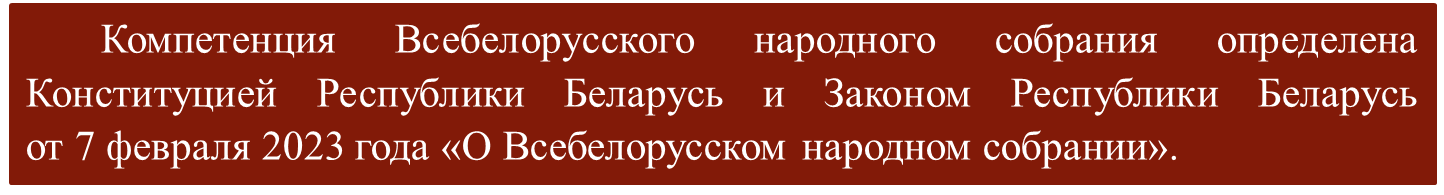 Компетенция Всебелорусского народного собрания определена
Конституцией Республики Беларусь и Законом Республики Беларусь
от 7 февраля 2023 года «О Всебелорусском народном собрании».